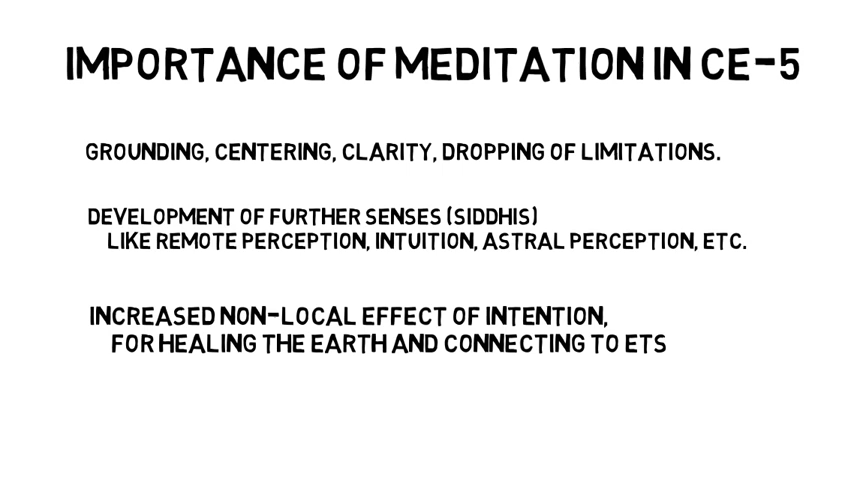 IMPORTANCE OF MEDITATION IN CE-5
GROUNDING, CENTERING, CLARITY, DROPPING OF LIMITATIONS.
DEVELOPMENT OF FURTHER SENSES (SIDDHIS)
LIKE REMOTE PERCEPTION, INTUITION, ASTRAL PERCEPTION, ETC.
INCREASED NON-LOCAL EFFECT OF INTENTION,
FOR HEALING THE EARTH AND CONNECTING TO ETS